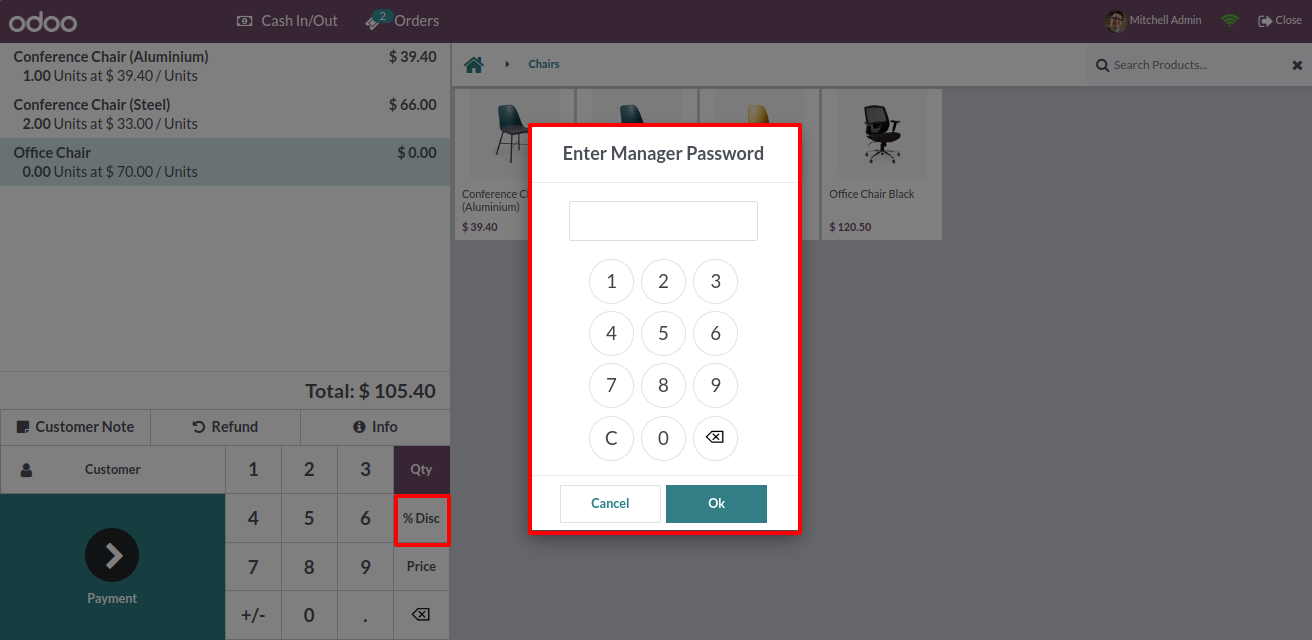 odoo
Cash In/Out
2
Orders
Mitchell Admin
Close
Conference Chair (Aluminium) $ 39.40
1.00 Units at $ 39.40 / Units
Conference Chair (Steel) $ 66.00
2.00 Units at $ 33.00 / Units
Office Chair $ 0.00
0.00 Units at $ 70.00 / Units
Total: $ 105.40
Customer Note Refund Info
Customer 1 2 3 Qty
4 5 6 % Disc
7 8 9 Price
Payment
+/- 0 .
Chairs
Search Products...
Conference C
(Aluminium)
$ 39.40
Office Chair Black
$ 120.50
Enter Manager Password
1 2 3
4 5 6
7 8 9
C 0
Cancel Ok